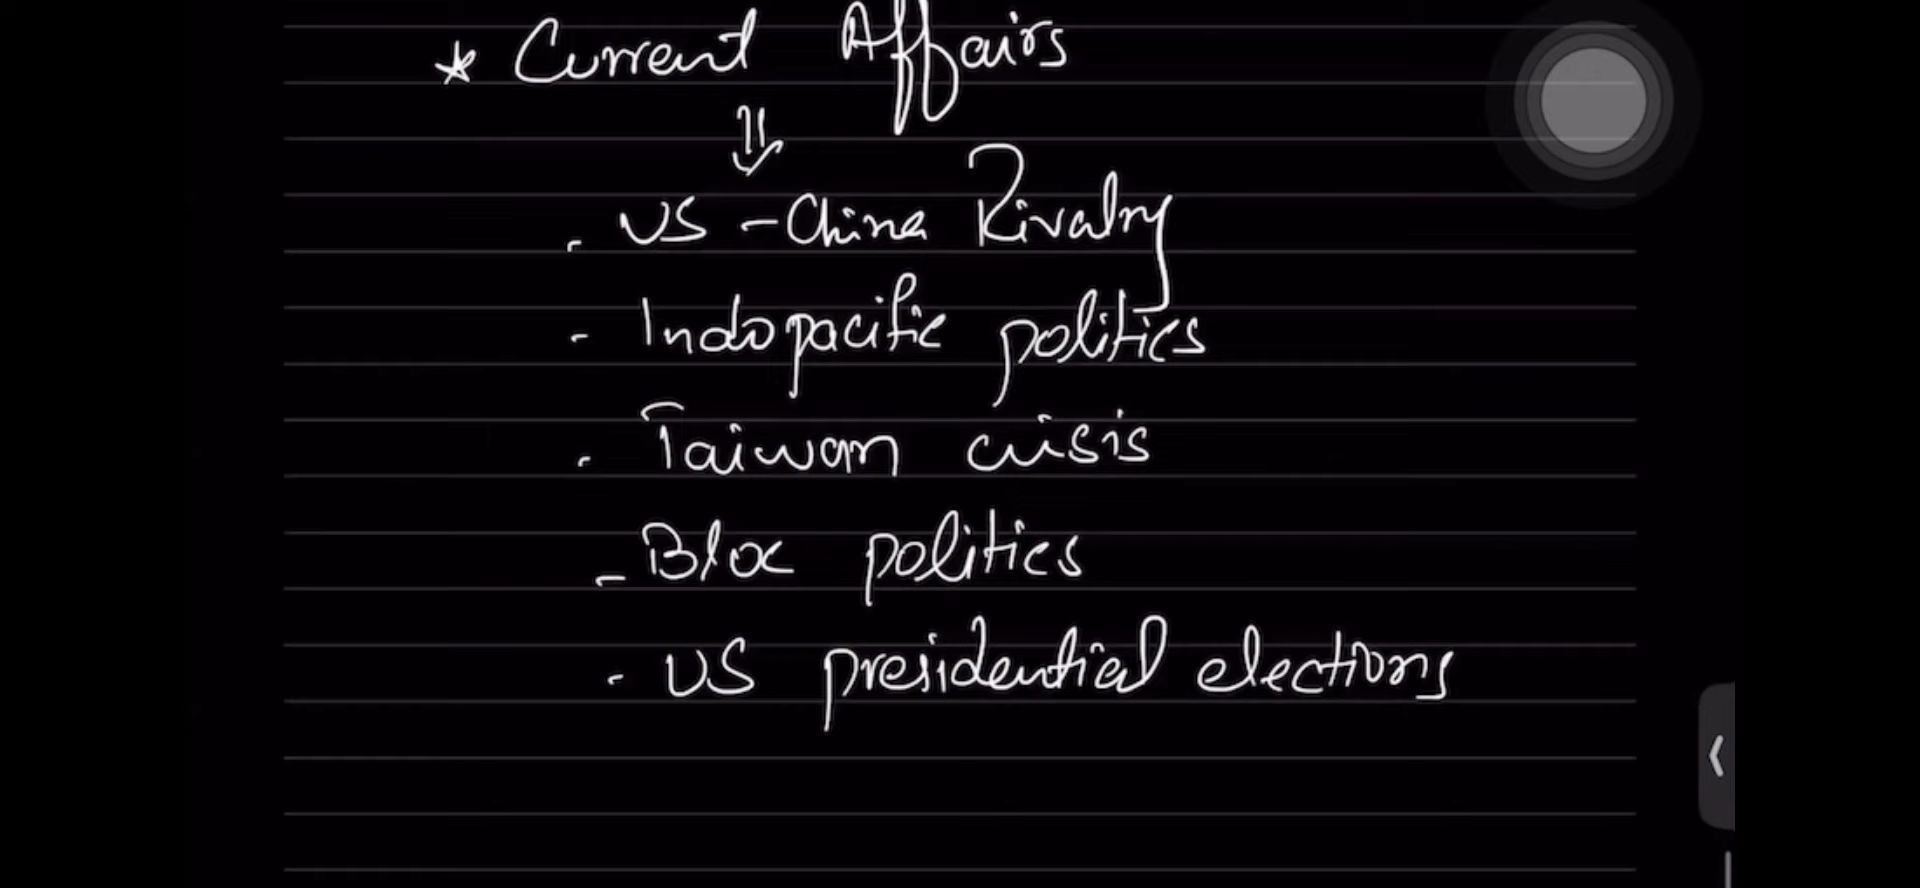 * Current Affairs
⇓
- US - China Rivalry
- Indopacific politics
- Taiwan crisis
- Bloc politics
- US presidential elections